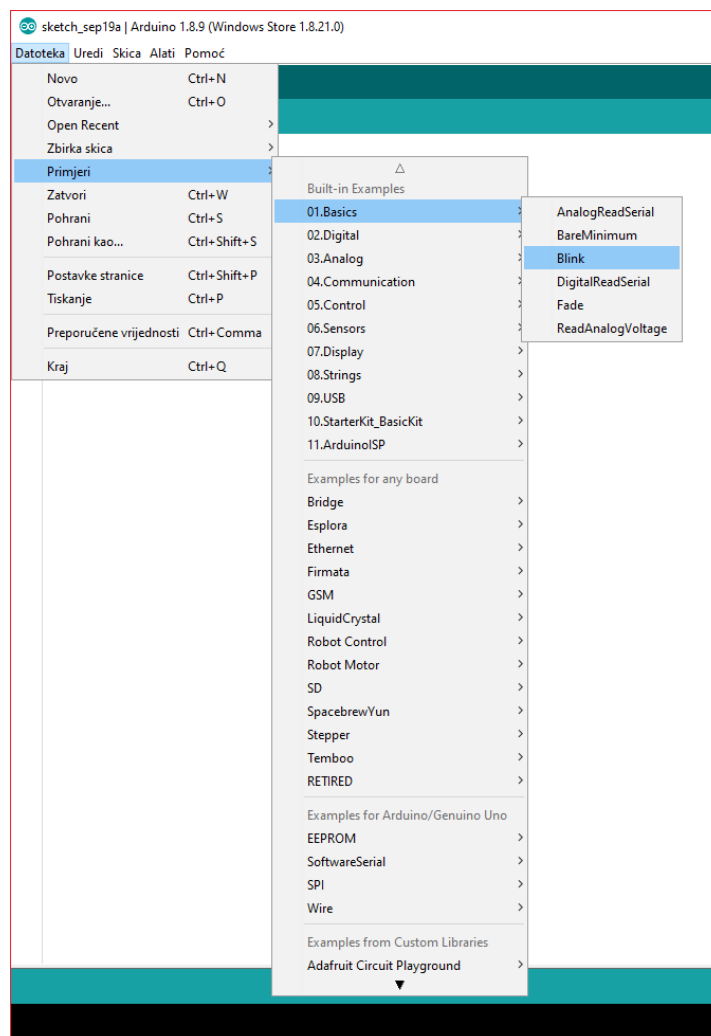 sketch_sep19a | Arduino 1.8.9 (Windows Store 1.8.21.0)
Datoteka Uredi Skica Alati Pomoć
Novo Ctrl+N
Otvaranje... Ctrl+O
Open Recent
Zbirka skica
Primjeri
Zatvori Ctrl+W
Pohrani Ctrl+S
Pohrani kao... Ctrl+Shift+S
Postavke stranice Ctrl+Shift+P
Tiskanje Ctrl+P
Preporučene vrijednosti Ctrl+Comma
Kraj Ctrl+Q
Built-in Examples
01.Basics
02.Digital
03.Analog
04.Communication
05.Control
06.Sensors
07.Display
08.Strings
09.USB
10.StarterKit_BasicKit
11.ArduinoISP
Examples for any board
Bridge
Esplora
Ethernet
Firmata
GSM
LiquidCrystal
Robot Control
Robot Motor
SD
SpacebrewYun
Stepper
Temboo
RETIRED
Examples for Arduino/Genuino Uno
EEPROM
SoftwareSerial
SPI
Wire
Examples from Custom Libraries
Adafruit Circuit Playground
AnalogReadSerial
BareMinimum
Blink
DigitalReadSerial
Fade
ReadAnalogVoltage